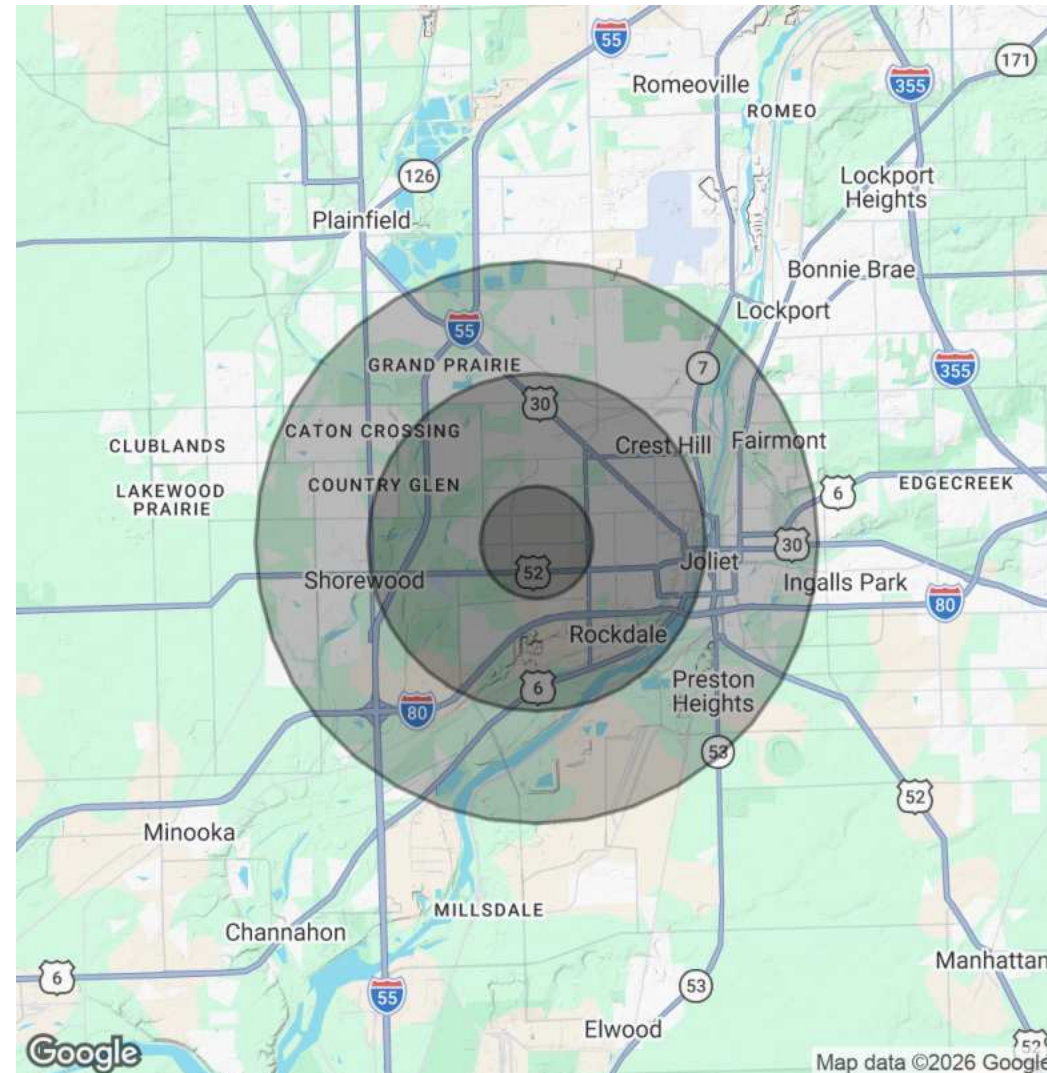 55
Romeoville
171
355
ROMEO
126
Lockport
Heights
Plainfield
Bonnie Brae
Lockport
55
GRAND PRAIRIE
7
355
30
CATON CROSSING
CLUBLANDS
Crest Hill
Fairmont
COUNTRY GLEN
LAKEWOOD
PRAIRIE
6
EDGECREEK
30
Joliet
52
Shorewood
Ingalls Park
80
Rockdale
6
Preston
Heights
80
53
52
Minooka
MILLSDALE
Channahon
Manhattan
6
55
53
Elwood
52
Google
Map data ©2026 Google